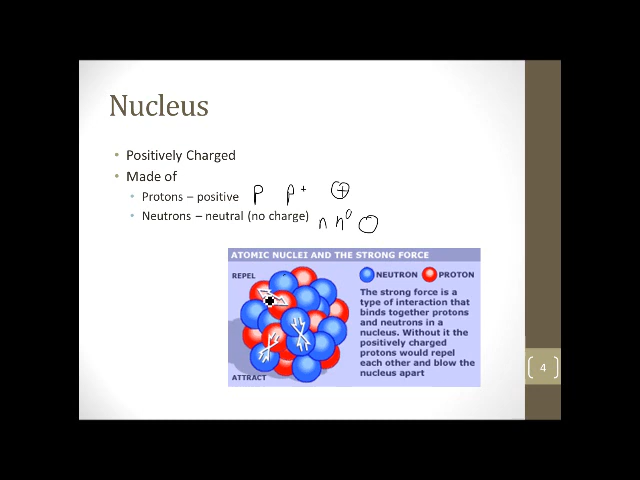 Nucleus
• Positively Charged
• Made of
• Protons – positive p p⁺ +
• Neutrons – neutral (no charge) n n⁰
ATOMIC NUCLEI AND THE STRONG FORCE
REPEL
NEUTRON PROTON
The strong force is a
type of interaction that
binds together protons
and neutrons in a
nucleus. Without it the
positively charged
protons would repel
each other and blow the
nucleus apart
ATTRACT
4